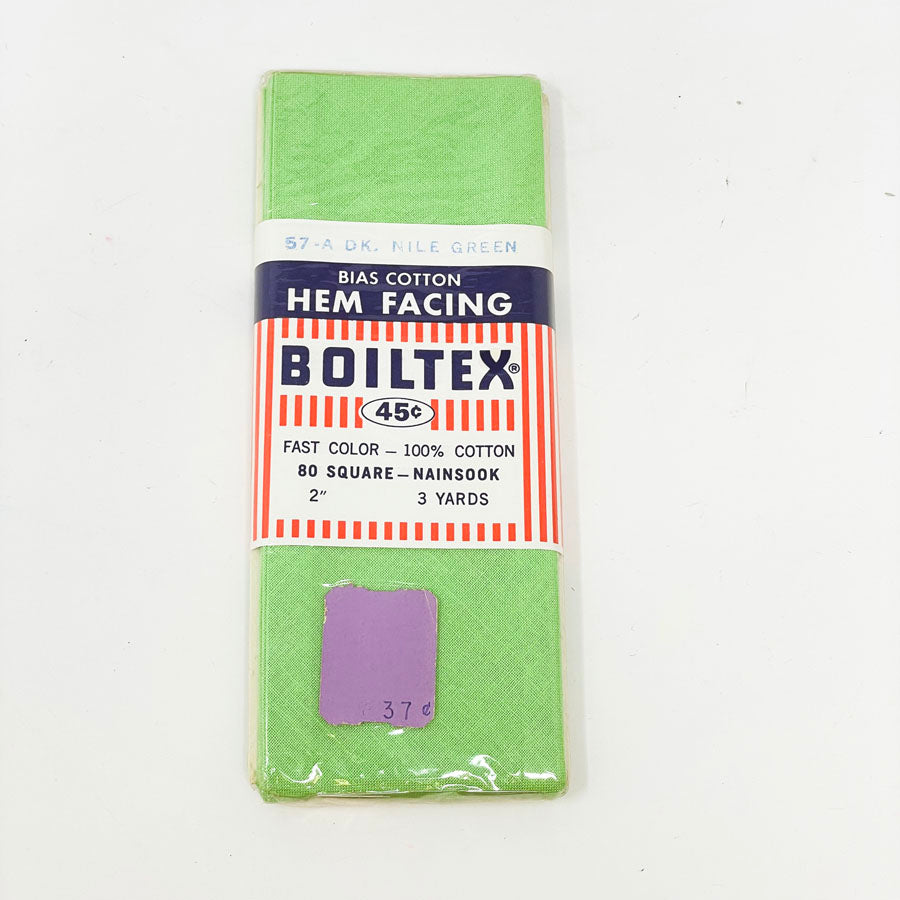 57-A DK. NILE GREEN
BIAS COTTON
HEM FACING
BOILTEX®
45¢
FAST COLOR — 100% COTTON
80 SQUARE — NAINSOOK
2" 3 YARDS
37¢